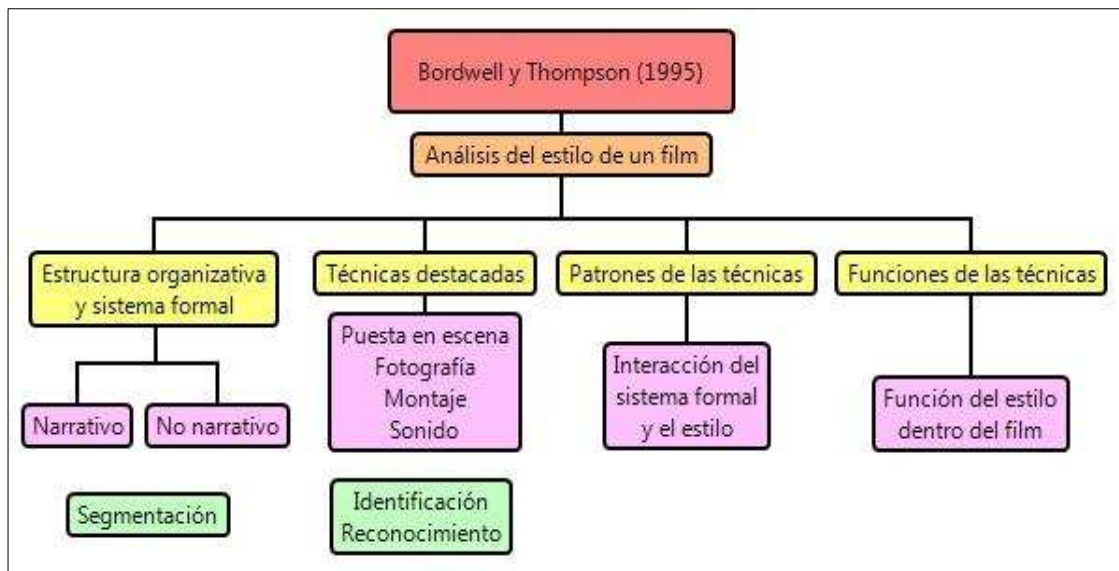 Bordwell y Thompson (1995)
Análisis del estilo de un film
Estructura organizativa
y sistema formal
Técnicas destacadas
Patrones de las técnicas
Funciones de las técnicas
Narrativo
No narrativo
Puesta en escena
Fotografía
Montaje
Sonido
Interacción del
sistema formal
y el estilo
Función del estilo
dentro del film
Segmentación
Identificación
Reconocimiento